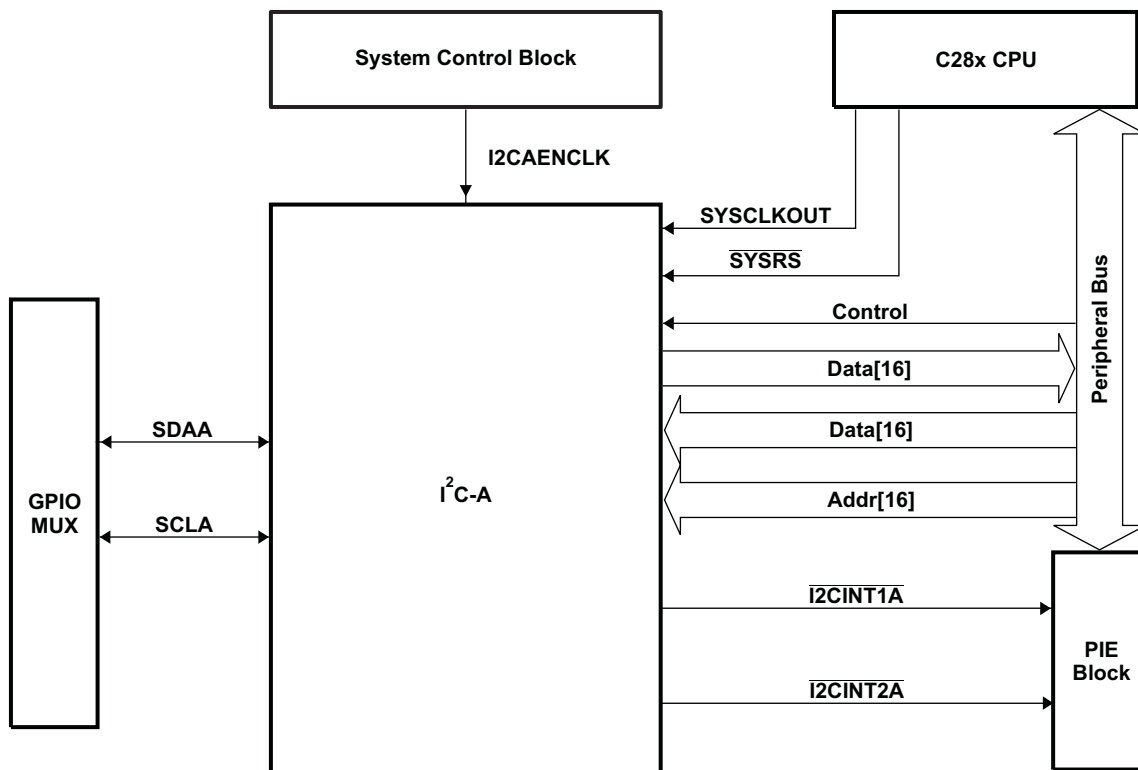 System Control Block
C28x CPU
I2CAENCLK
SYSCLKOUT
SYSRS
Control
Data[16]
Data[16]
Addr[16]
Peripheral Bus
SDAA
SCLA
GPIO
MUX
I²C-A
I2CINT1A
I2CINT2A
PIE
Block